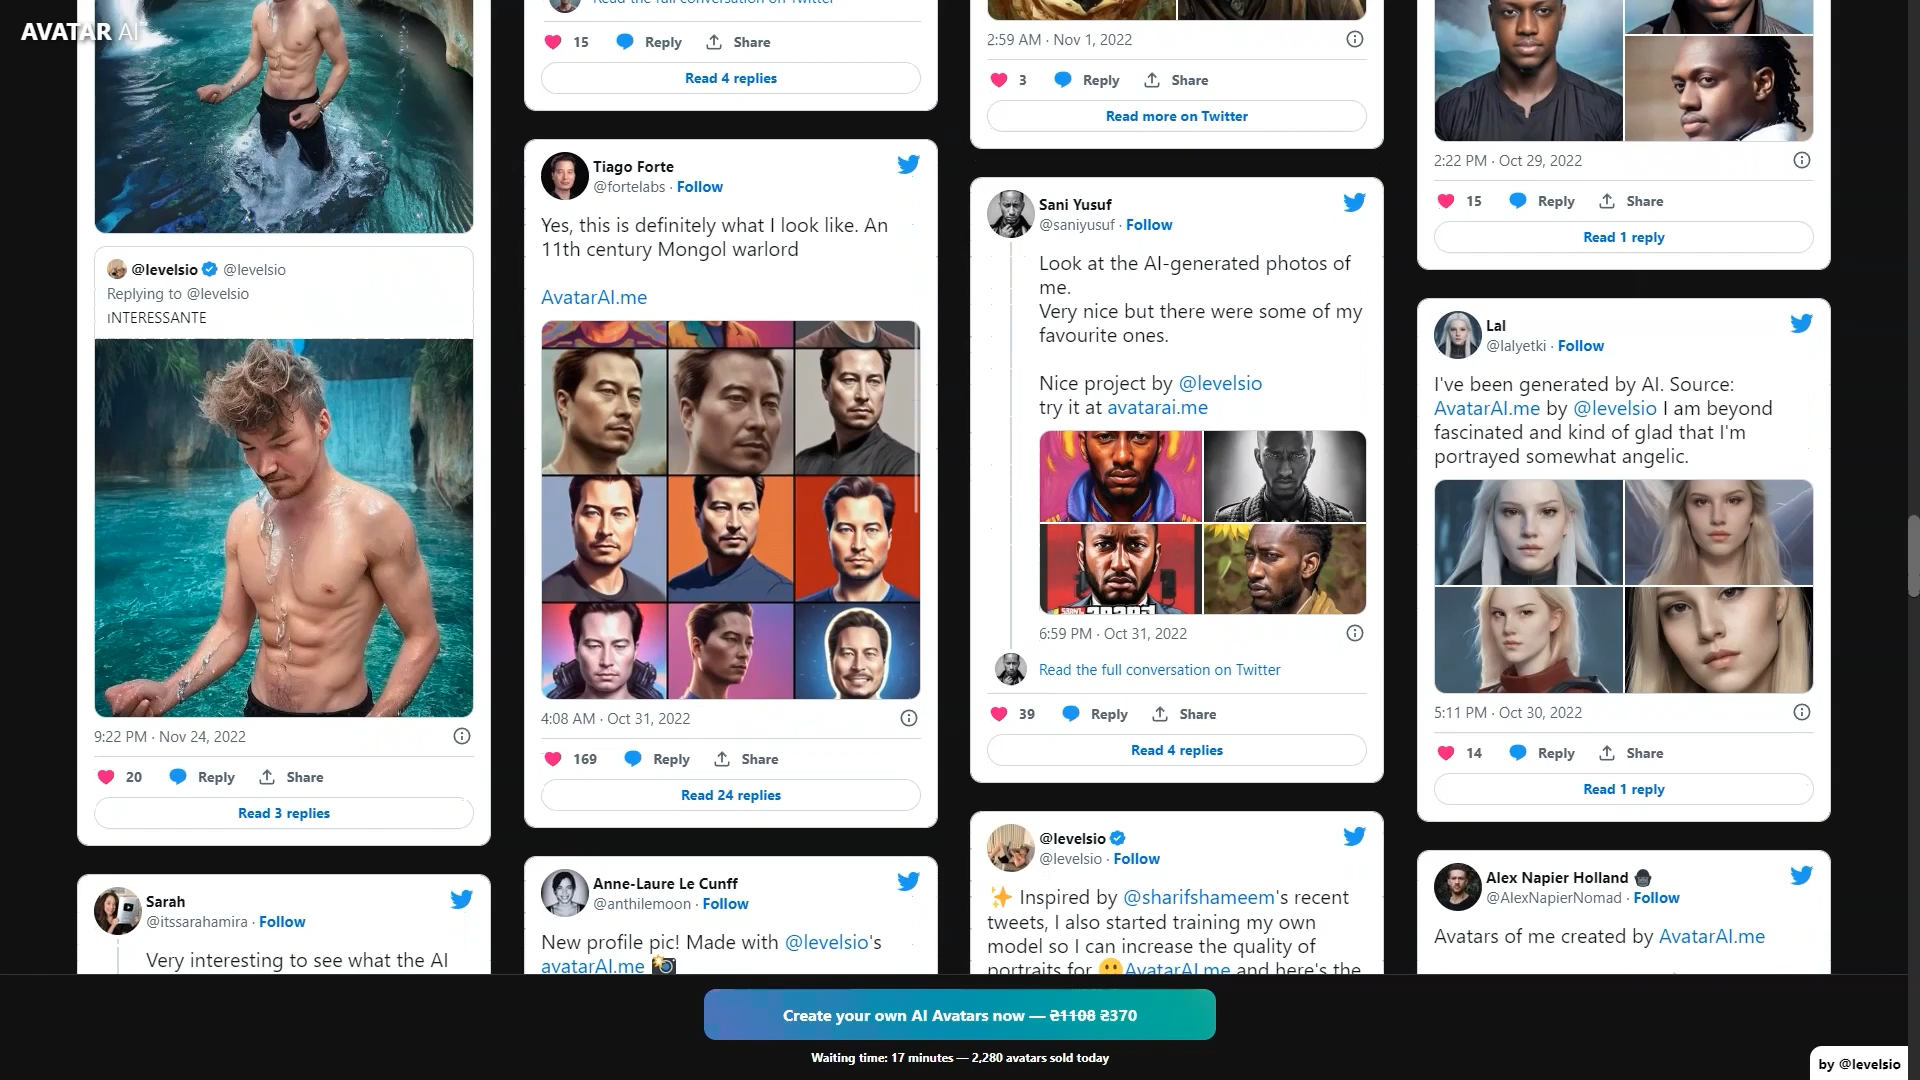 AVATAR AI
@levelsio @levelsio
Replying to @levelsio
iNTERESSANTE
9:22 PM · Nov 24, 2022
20 Reply Share
Read 3 replies
Sarah
@itssarahamira · Follow
Very interesting to see what the AI
Read the full conversation on Twitter
15 Reply Share
Read 4 replies
Tiago Forte
@fortelabs · Follow
Yes, this is definitely what I look like. An
11th century Mongol warlord
AvatarAI.me
4:08 AM · Oct 31, 2022
169 Reply Share
Read 24 replies
Anne-Laure Le Cunff
@anthilemoon · Follow
New profile pic! Made with @levelsio's
avatarAI.me 📸
2:59 AM · Nov 1, 2022
3 Reply Share
Read more on Twitter
Sani Yusuf
@saniyusuf · Follow
Look at the AI-generated photos of
me.
Very nice but there were some of my
favourite ones.
Nice project by @levelsio
try it at avatarai.me
6:59 PM · Oct 31, 2022
Read the full conversation on Twitter
39 Reply Share
Read 4 replies
@levelsio
@levelsio · Follow
✨ Inspired by @sharifshameem's recent
tweets, I also started training my own
model so I can increase the quality of
portraits for AvatarAI.me and here's the
2:22 PM · Oct 29, 2022
15 Reply Share
Read 1 reply
Lal
@lalyetki · Follow
I've been generated by AI. Source:
AvatarAI.me by @levelsio I am beyond
fascinated and kind of glad that I'm
portrayed somewhat angelic.
5:11 PM · Oct 30, 2022
14 Reply Share
Read 1 reply
Alex Napier Holland
@AlexNapierNomad · Follow
Avatars of me created by AvatarAI.me
Create your own AI Avatars now — ₴1108 ₴370
Waiting time: 17 minutes — 2,280 avatars sold today
by @levelsio